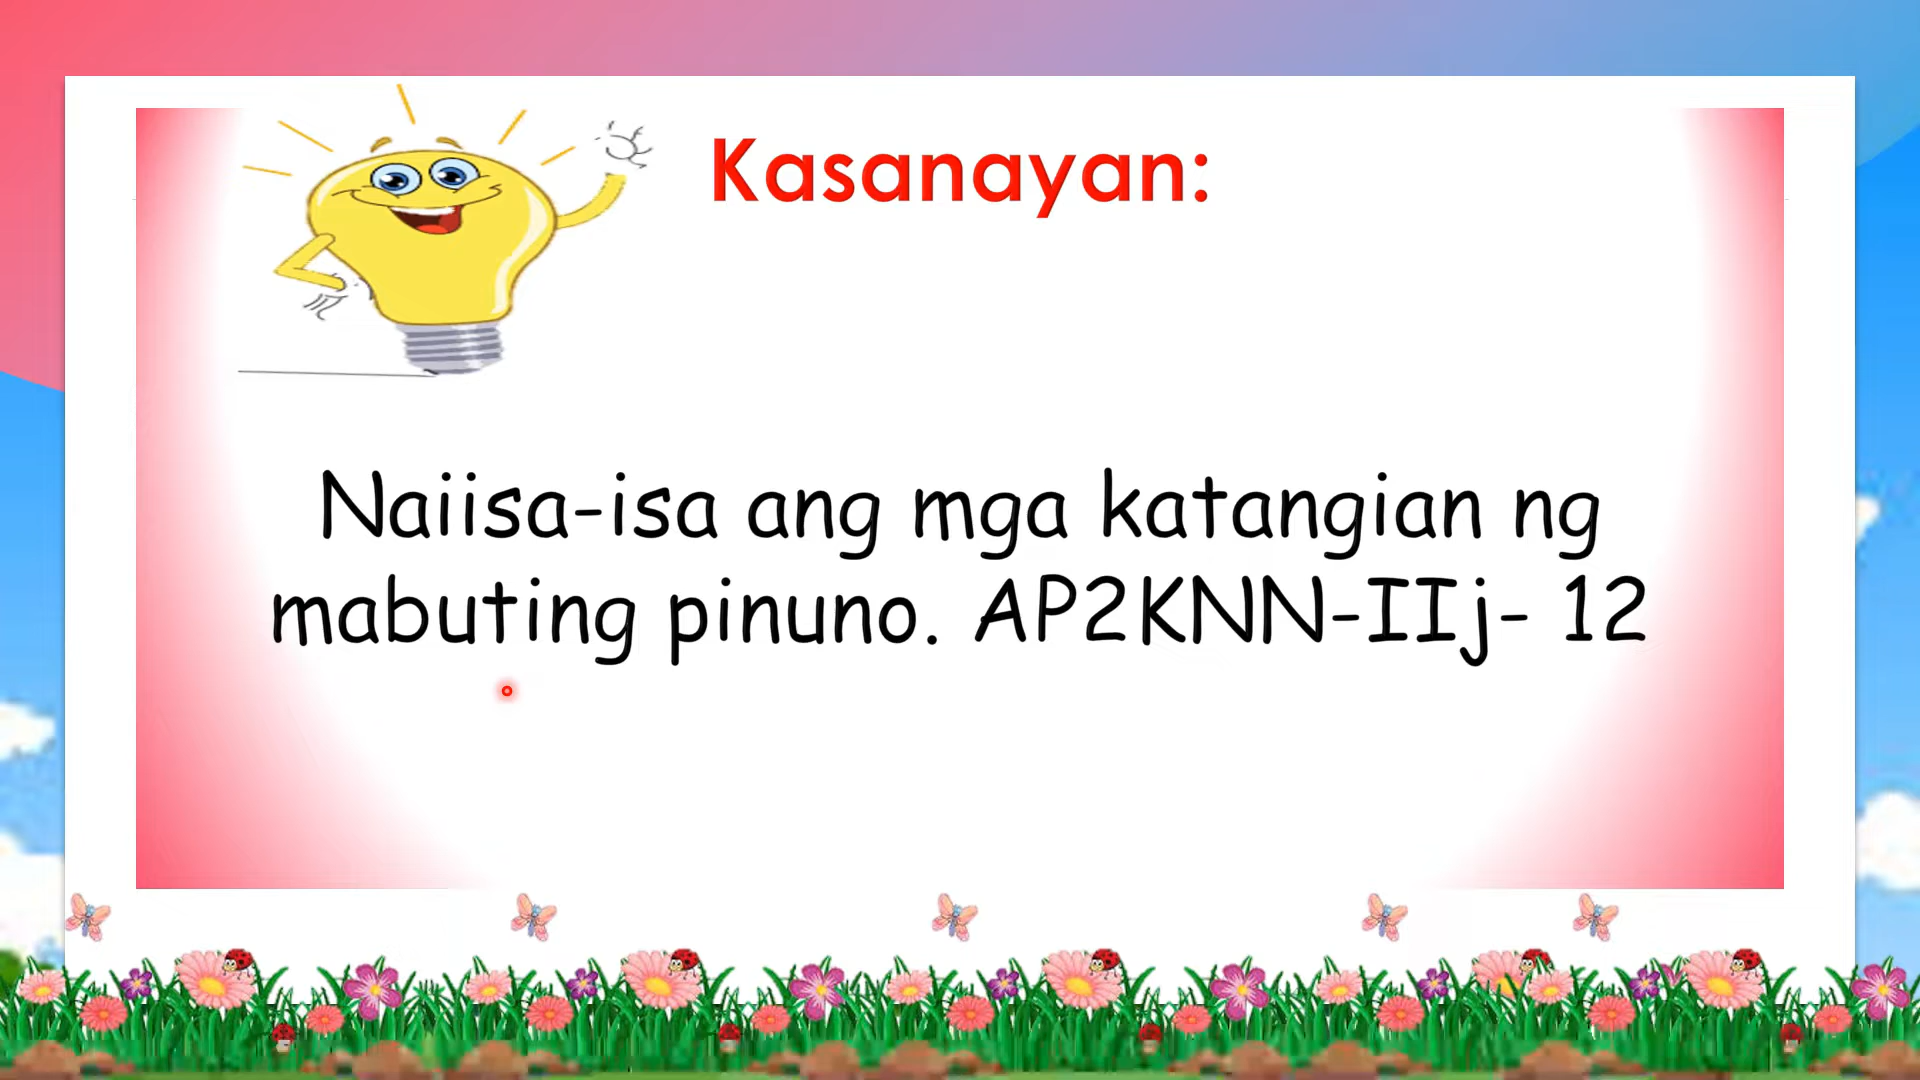 Kasanayan:
Naiisa-isa ang mga katangian ng
mabuting pinuno. AP2KNN-IIj- 12